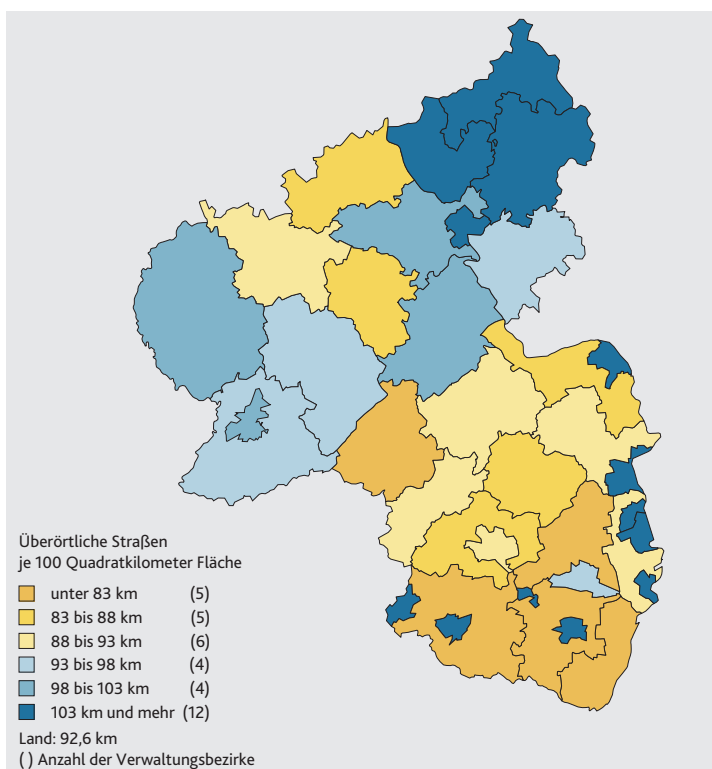 Überörtliche Straßen
je 100 Quadratkilometer Fläche
unter 83 km (5)
83 bis 88 km (5)
88 bis 93 km (6)
93 bis 98 km (4)
98 bis 103 km (4)
103 km und mehr (12)
Land: 92,6 km
( ) Anzahl der Verwaltungsbezirke